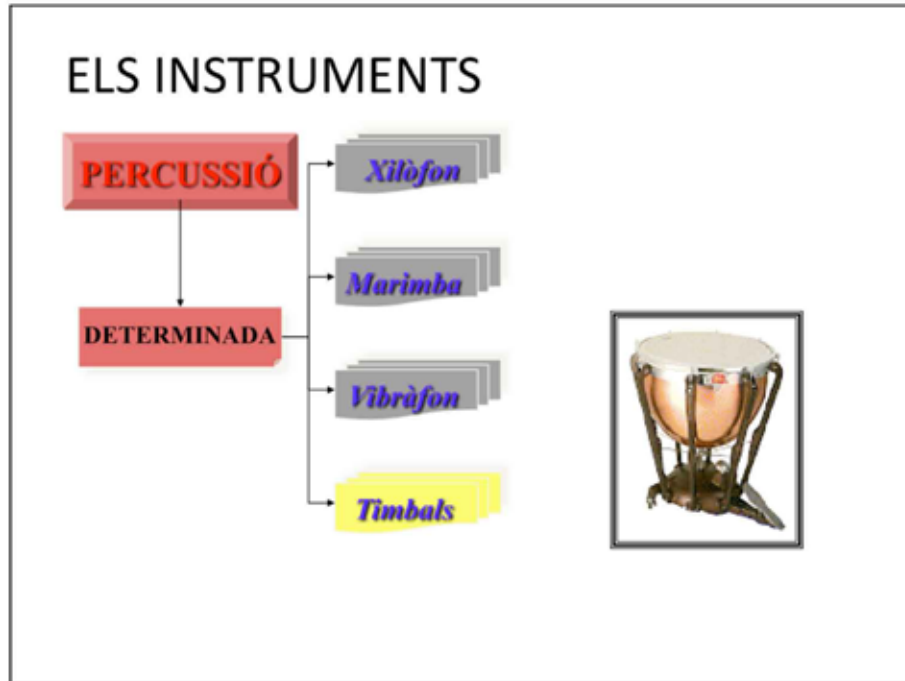 ELS INSTRUMENTS
PERCUSSIÓ
DETERMINADA
Xilòfon
Marimba
Vibràfon
Timbals